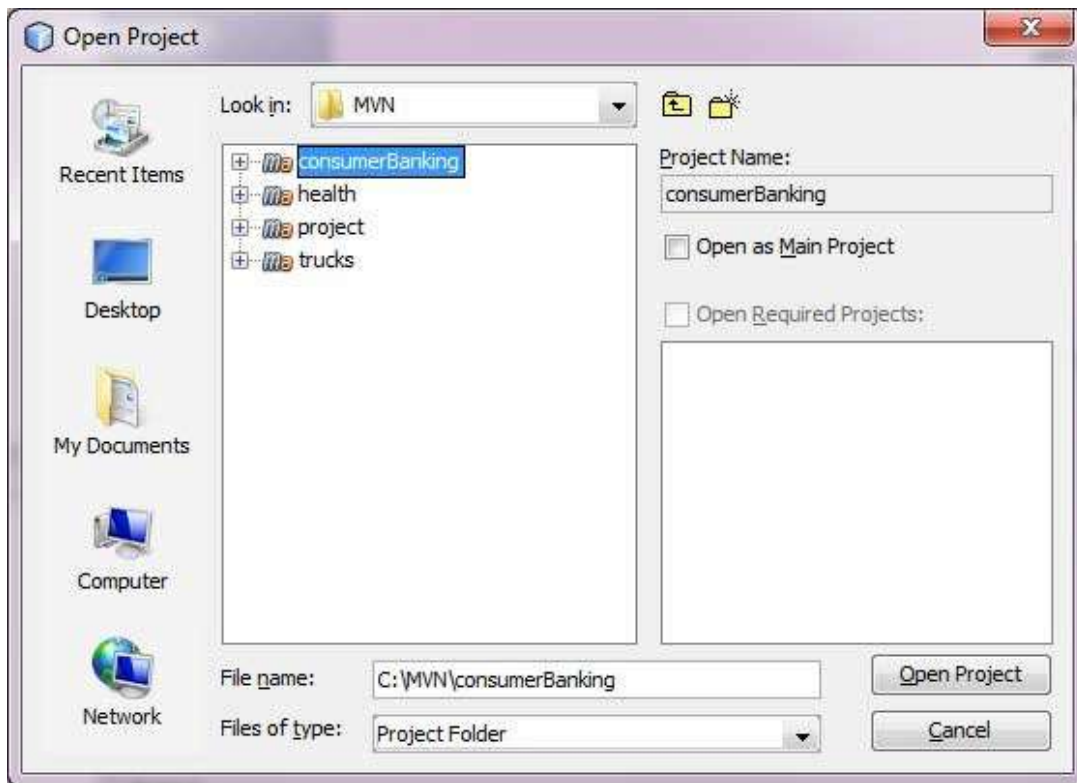 Open Project
Look in: MVN
Recent Items
Desktop
My Documents
Computer
Network
consumerBanking
health
project
trucks
Project Name:
consumerBanking
Open as Main Project
Open Required Projects:
File name: C:\MVN\consumerBanking
Open Project
Files of type: Project Folder
Cancel